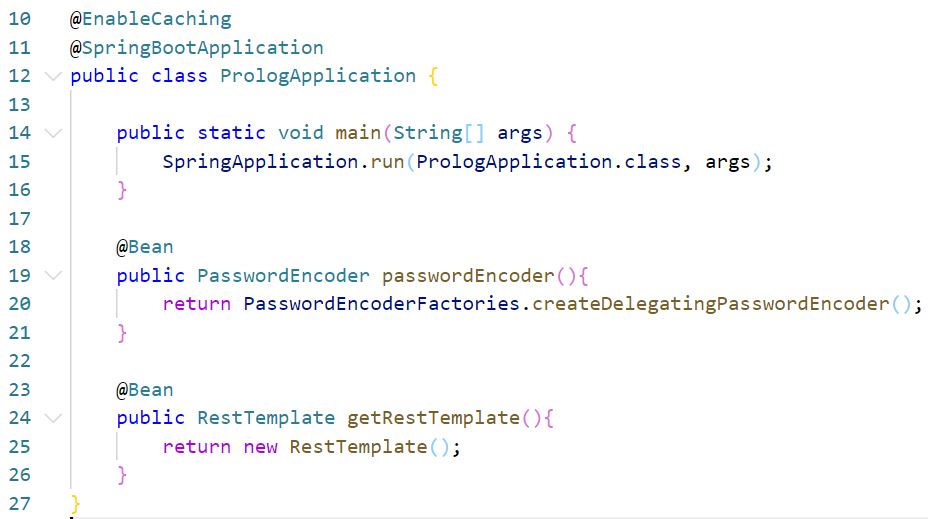 10 @EnableCaching
11 @SpringBootApplication
12 public class PrologApplication {
13
14     public static void main(String[] args) {
15         SpringApplication.run(PrologApplication.class, args);
16     }
17
18     @Bean
19     public PasswordEncoder passwordEncoder(){
20         return PasswordEncoderFactories.createDelegatingPasswordEncoder();
21     }
22
23     @Bean
24     public RestTemplate getRestTemplate(){
25         return new RestTemplate();
26     }
27 }